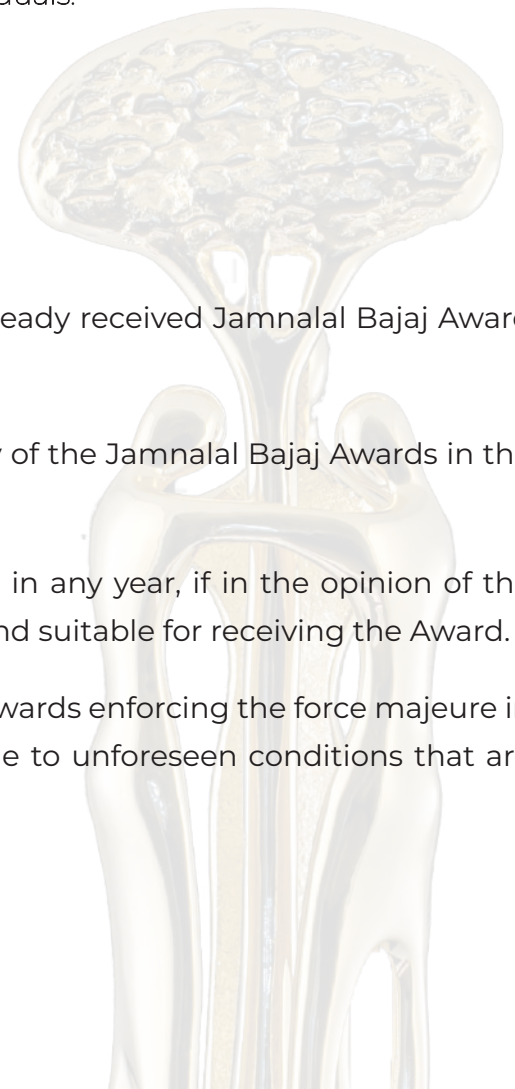 eady received Jamnalal Bajaj Awar
of the Jamnalal Bajaj Awards in th
in any year, if in the opinion of th
nd suitable for receiving the Award.
wards enforcing the force majeure i
e to unforeseen conditions that ar